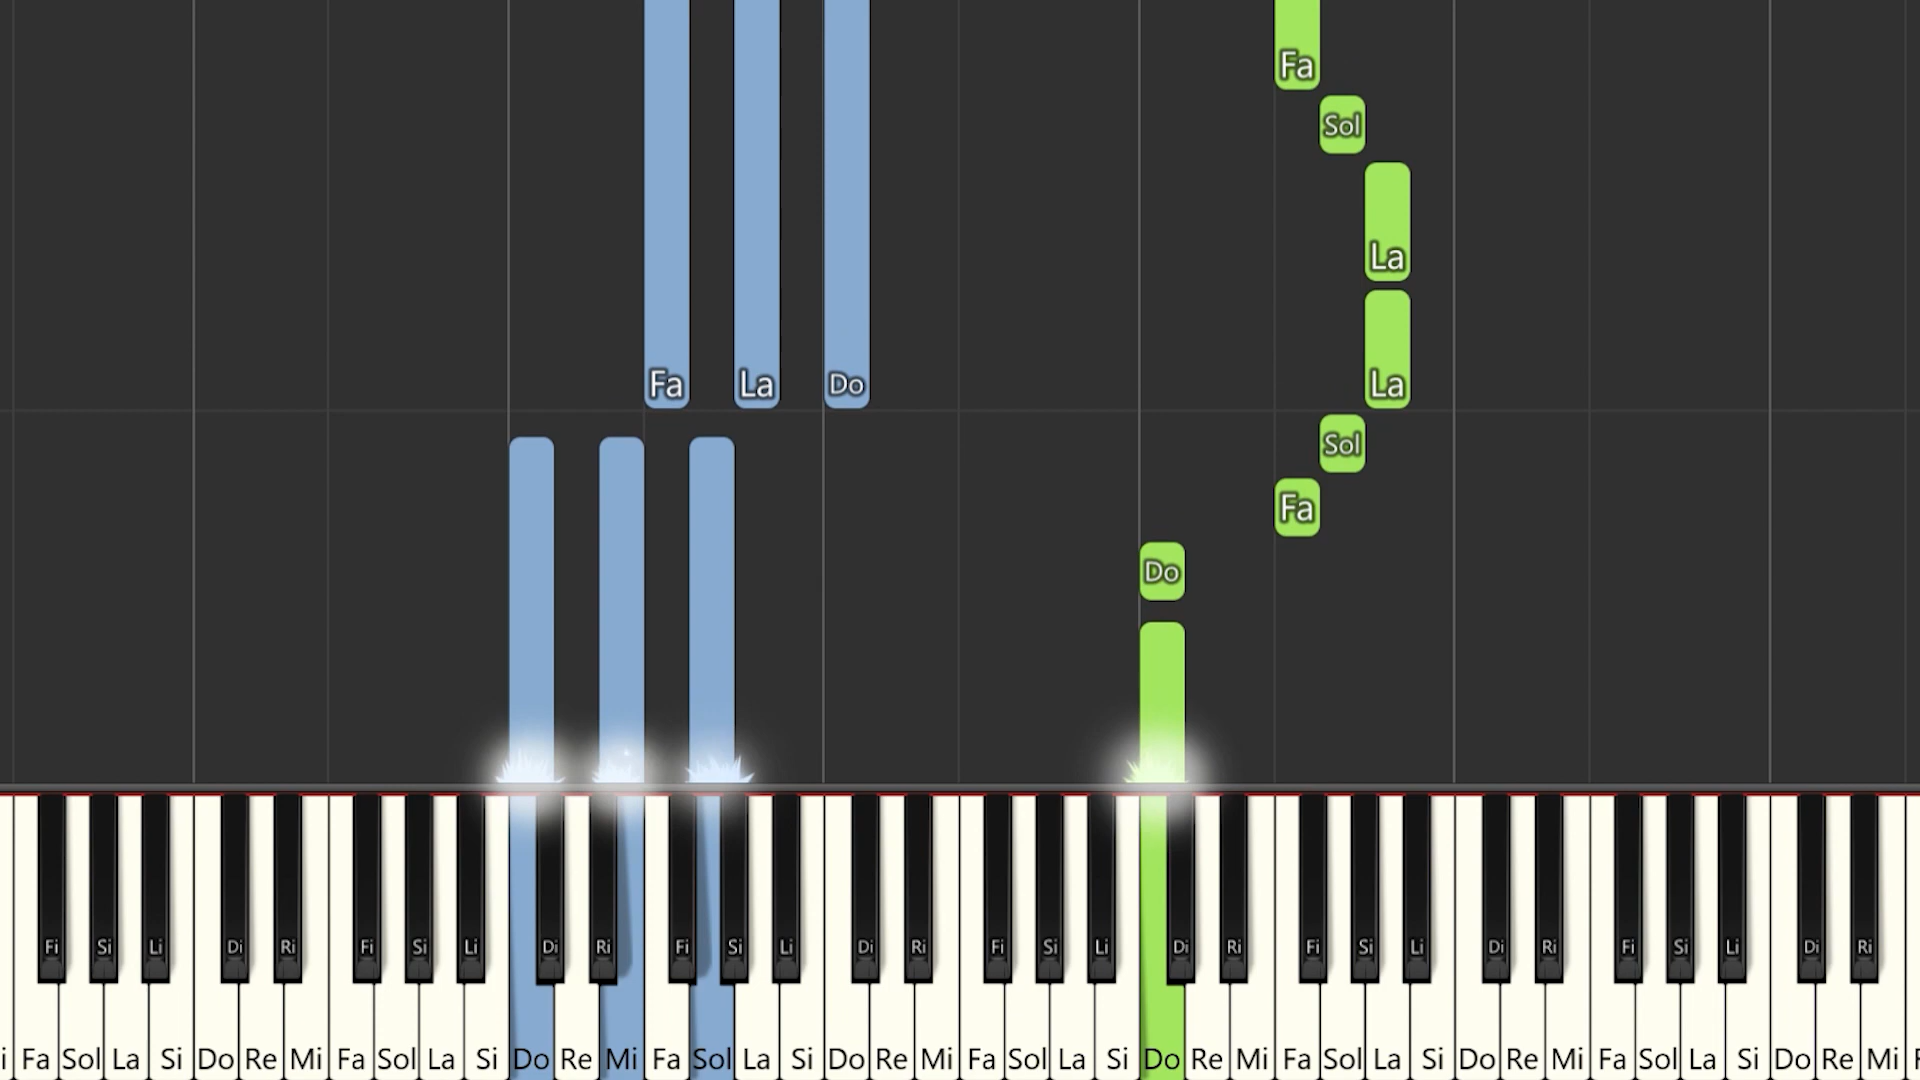 Fa
Sol
La
Fa La Do La
Sol
Fa
Do
Fi Si Li Di Ri Fi Si Li Di Ri Fi Si Li Di Ri Fi Si Li Di Ri Fi Si Li Di Ri Fi Si Li Di Ri
i Fa Sol La Si Do Re Mi Fa Sol La Si Do Re Mi Fa Sol La Si Do Re Mi Fa Sol La Si Do Re Mi Fa Sol La Si Do Re Mi Fa Sol La Si Do Re Mi F